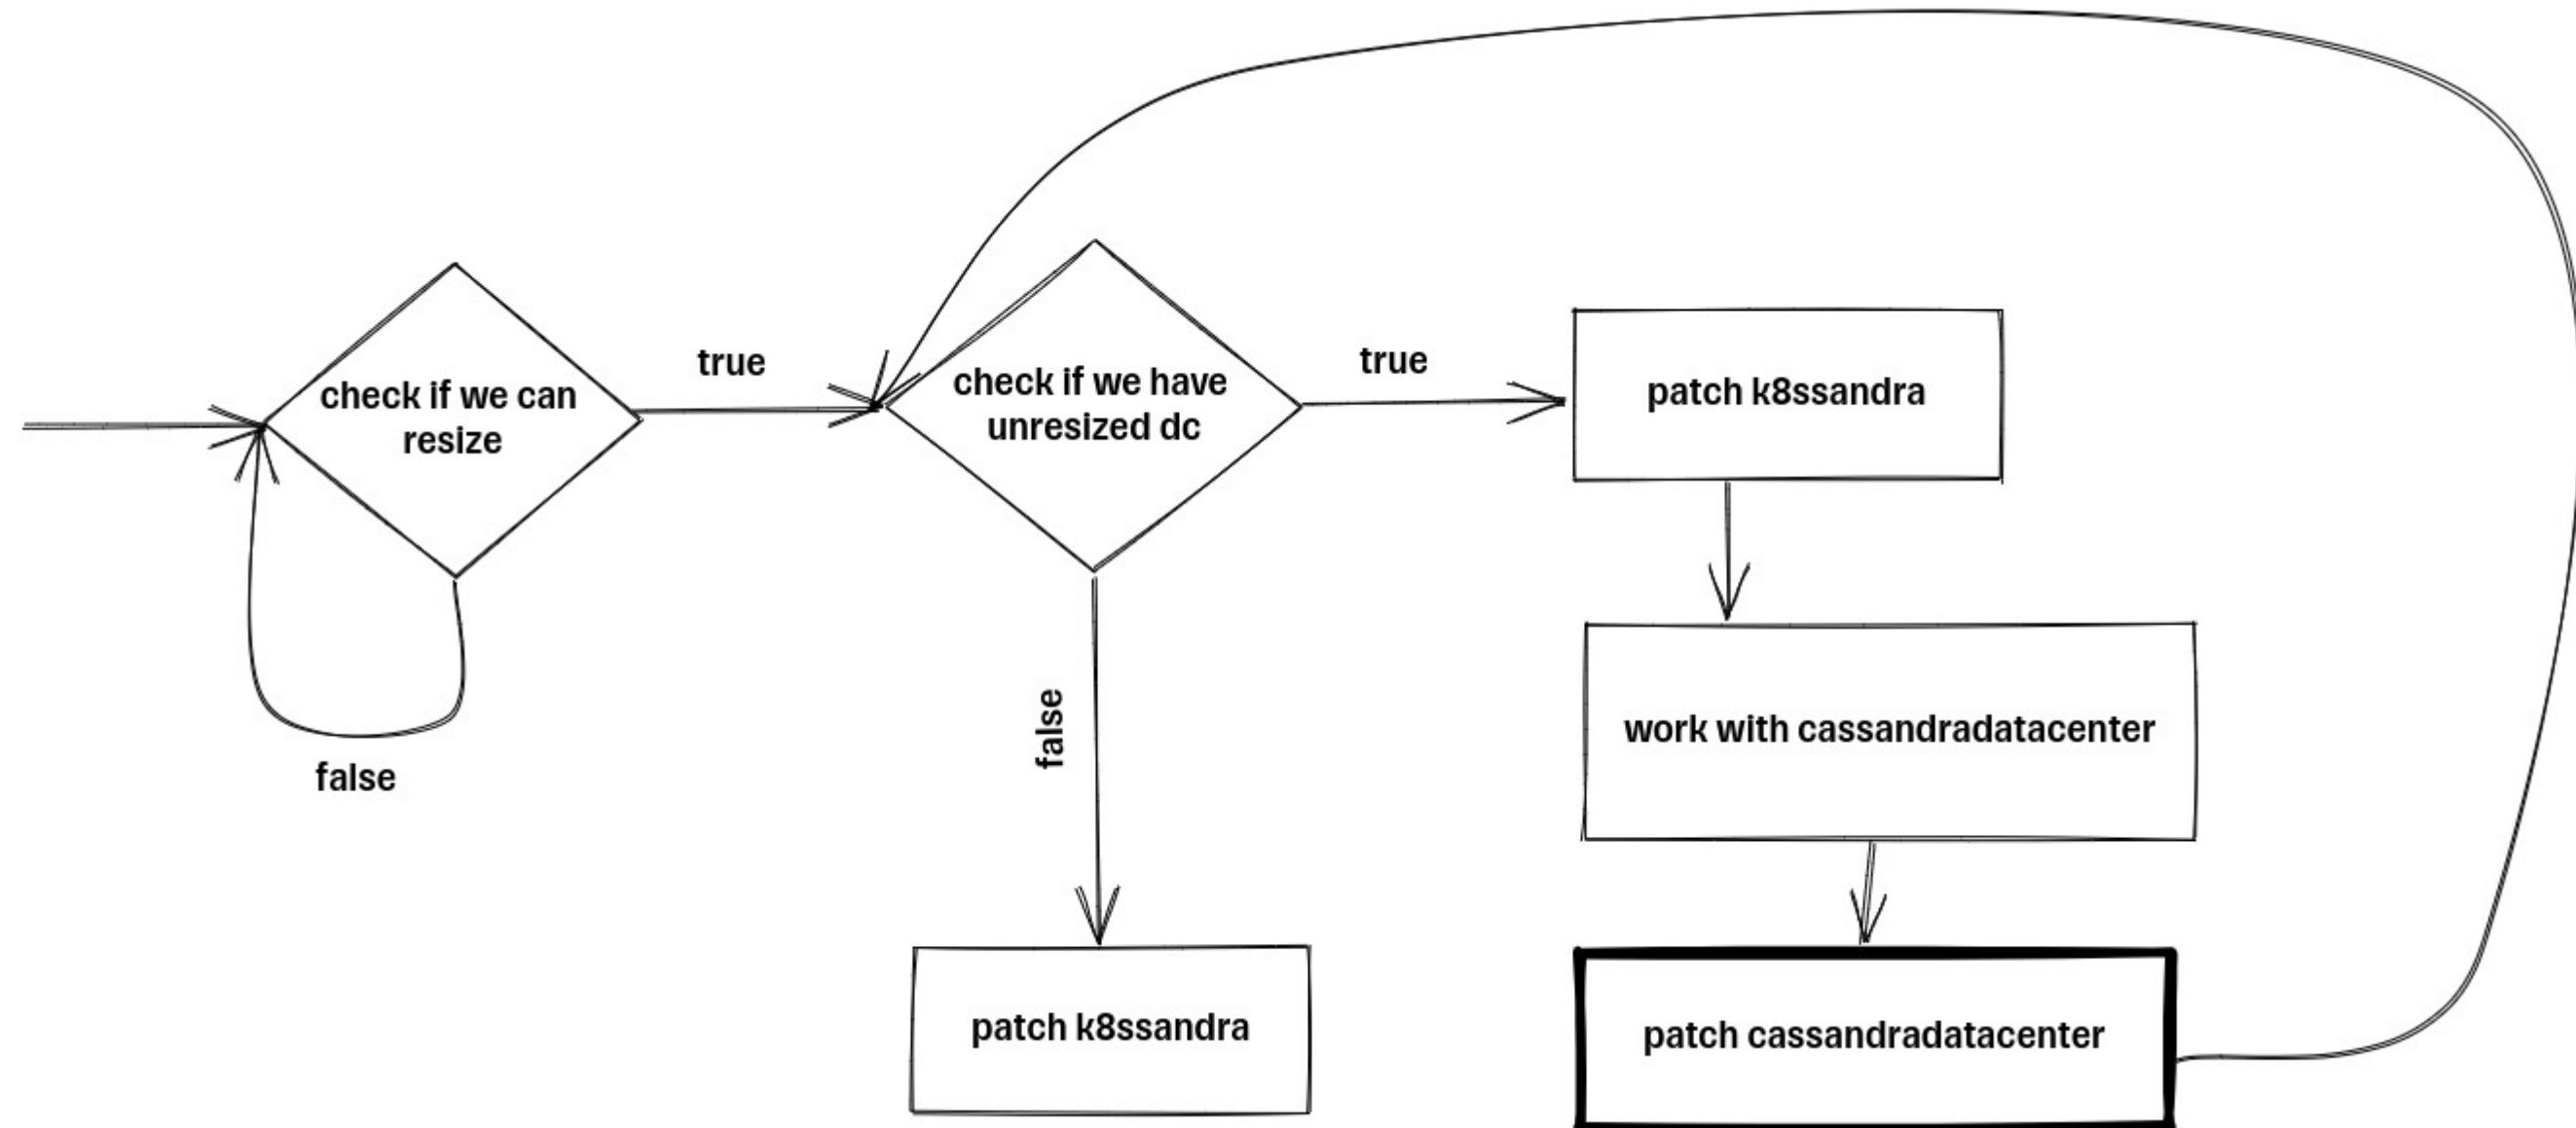 check if we can
resize
false
true
check if we have
unresized dc
false
patch k8ssandra
true
patch k8ssandra
work with cassandradatacenter
patch cassandradatacenter